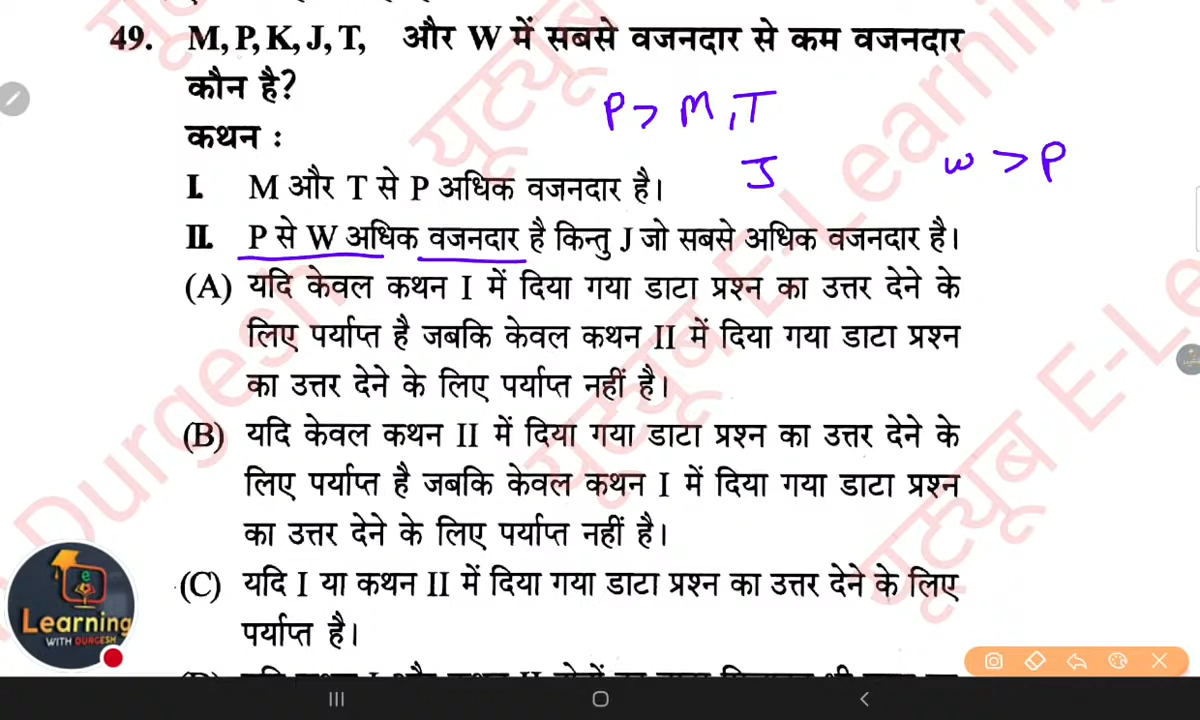 49. M, P, K, J, T, और W में सबसे वजनदार से कम वजनदार
कौन है?
P > M, T
कथन :
J
w > P
I. M और T से P अधिक वजनदार है।
II. P से W अधिक वजनदार है किन्तु J जो सबसे अधिक वजनदार है।
(A) यदि केवल कथन I में दिया गया डाटा प्रश्न का उत्तर देने के
लिए पर्याप्त है जबकि केवल कथन II में दिया गया डाटा प्रश्न
का उत्तर देने के लिए पर्याप्त नहीं है।
(B) यदि केवल कथन II में दिया गया डाटा प्रश्न का उत्तर देने के
लिए पर्याप्त है जबकि केवल कथन I में दिया गया डाटा प्रश्न
का उत्तर देने के लिए पर्याप्त नहीं है।
(C) यदि I या कथन II में दिया गया डाटा प्रश्न का उत्तर देने के लिए
पर्याप्त है।
यूट्यूब E-Learning
Durgesh
यूट्यूब E-Le
यूट्यूब
e
Learning
WITH DURGESH